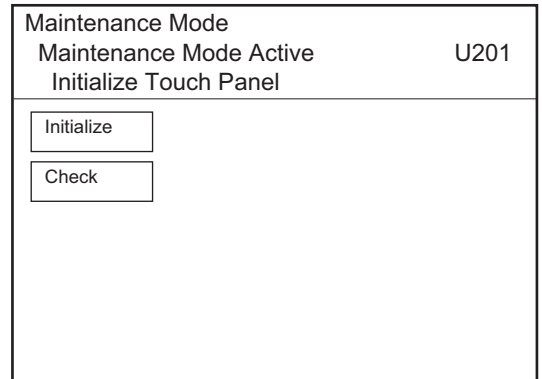 Maintenance Mode
Maintenance Mode Active U201
Initialize Touch Panel
Initialize
Check